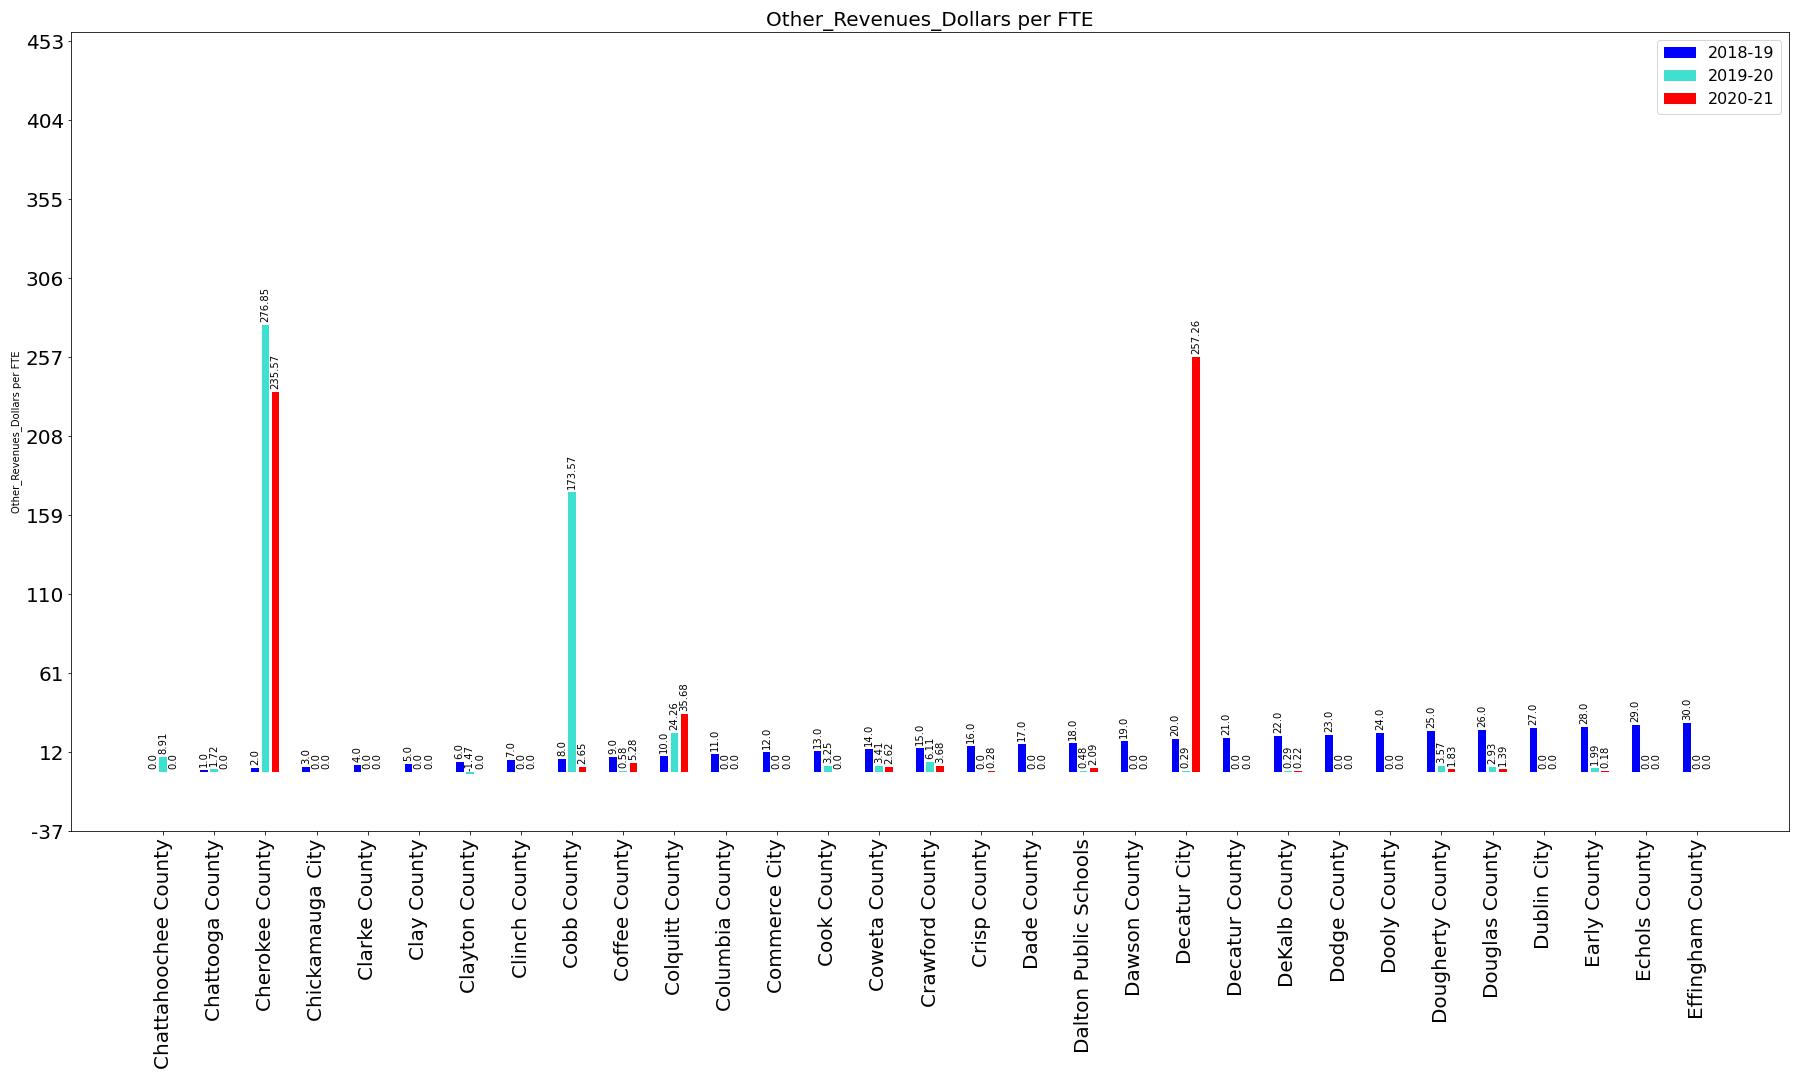 Other_Revenues_Dollars per FTE
453
404
355
306
257
208
159
110
61
12
-37
Other_Revenues_Dollars per FTE
2018-19
2019-20
2020-21
0.0 8.91 0.0
1.0 1.72 0.0
2.0 276.85 235.57
3.0 0.0 0.0
4.0 0.0 0.0
5.0 0.0 0.0
6.0 -1.47 0.0
7.0 0.0 0.0
8.0 173.57 2.65
9.0 0.58 5.28
10.0 24.26 35.68
11.0 0.0 0.0
12.0 0.0 0.0
13.0 3.25 0.0
14.0 3.41 2.62
15.0 6.11 3.68
16.0 0.0 0.28
17.0 0.0 0.0
18.0 0.48 2.09
19.0 0.0 0.0
20.0 0.29 257.26
21.0 0.0 0.0
22.0 0.29 0.22
23.0 0.0 0.0
24.0 0.0 0.0
25.0 3.57 1.83
26.0 2.93 1.39
27.0 0.0 0.0
28.0 1.99 0.18
29.0 0.0 0.0
30.0 0.0 0.0
Chattahoochee County
Chattooga County
Cherokee County
Chickamauga City
Clarke County
Clay County
Clayton County
Clinch County
Cobb County
Coffee County
Colquitt County
Columbia County
Commerce City
Cook County
Coweta County
Crawford County
Crisp County
Dade County
Dalton Public Schools
Dawson County
Decatur City
Decatur County
DeKalb County
Dodge County
Dooly County
Dougherty County
Douglas County
Dublin City
Early County
Echols County
Effingham County